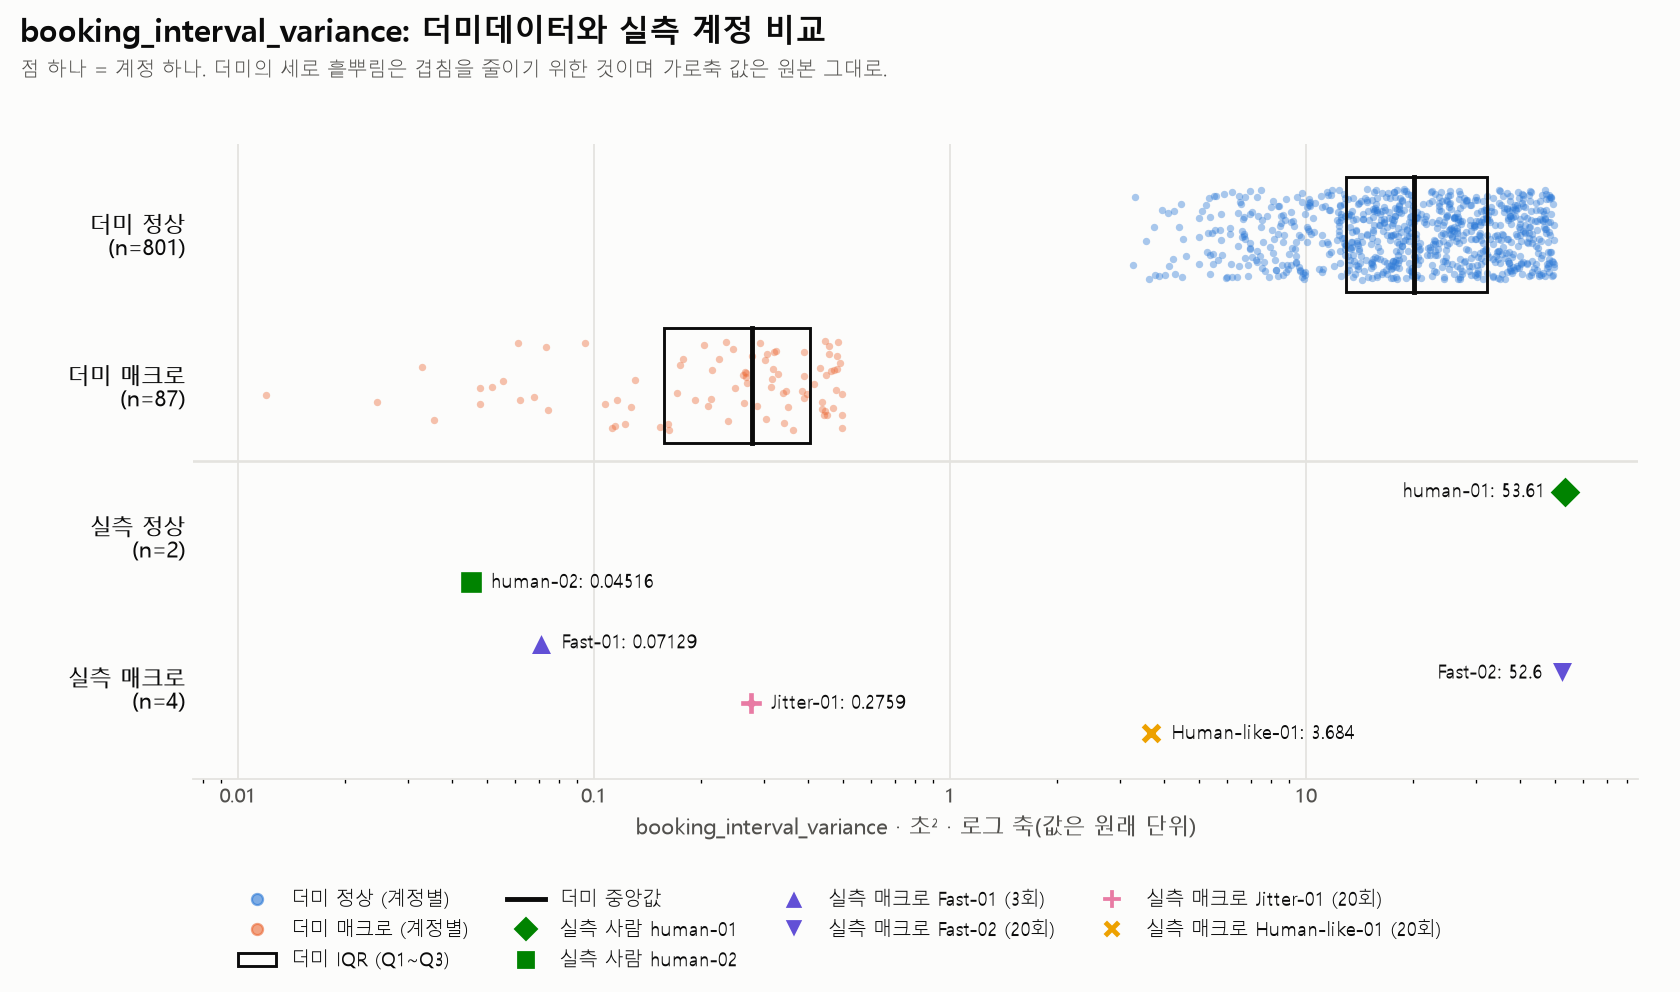 booking_interval_variance: 더미데이터와 실측 계정 비교
점 하나 = 계정 하나. 더미의 세로 흩뿌림은 겹침을 줄이기 위한 것이며 가로축 값은 원본 그대로.
더미 정상
(n=801)
더미 매크로
(n=87)
human-01: 53.61
실측 정상
(n=2)
human-02: 0.04516
Fast-01: 0.07129
실측 매크로
(n=4)
Fast-02: 52.6
Jitter-01: 0.2759
Human-like-01: 3.684
0.01 0.1 1 10
booking_interval_variance · 초² · 로그 축(값은 원래 단위)
더미 정상 (계정별) 더미 중앙값 실측 매크로 Fast-01 (3회) 실측 매크로 Jitter-01 (20회)
더미 매크로 (계정별) 실측 사람 human-01 실측 매크로 Fast-02 (20회) 실측 매크로 Human-like-01 (20회)
더미 IQR (Q1~Q3) 실측 사람 human-02